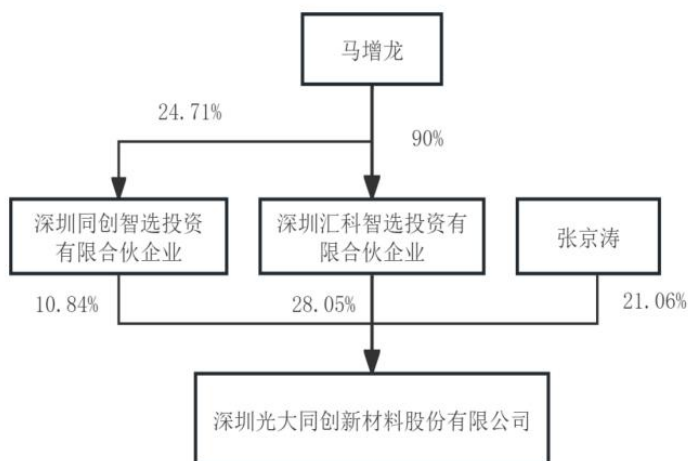 马增龙
24.71%
90%
深圳同创智选投资
有限合伙企业
深圳汇科智选投资有
限合伙企业
张京涛
10.84%
28.05%
21.06%
深圳光大同创新材料股份有限公司